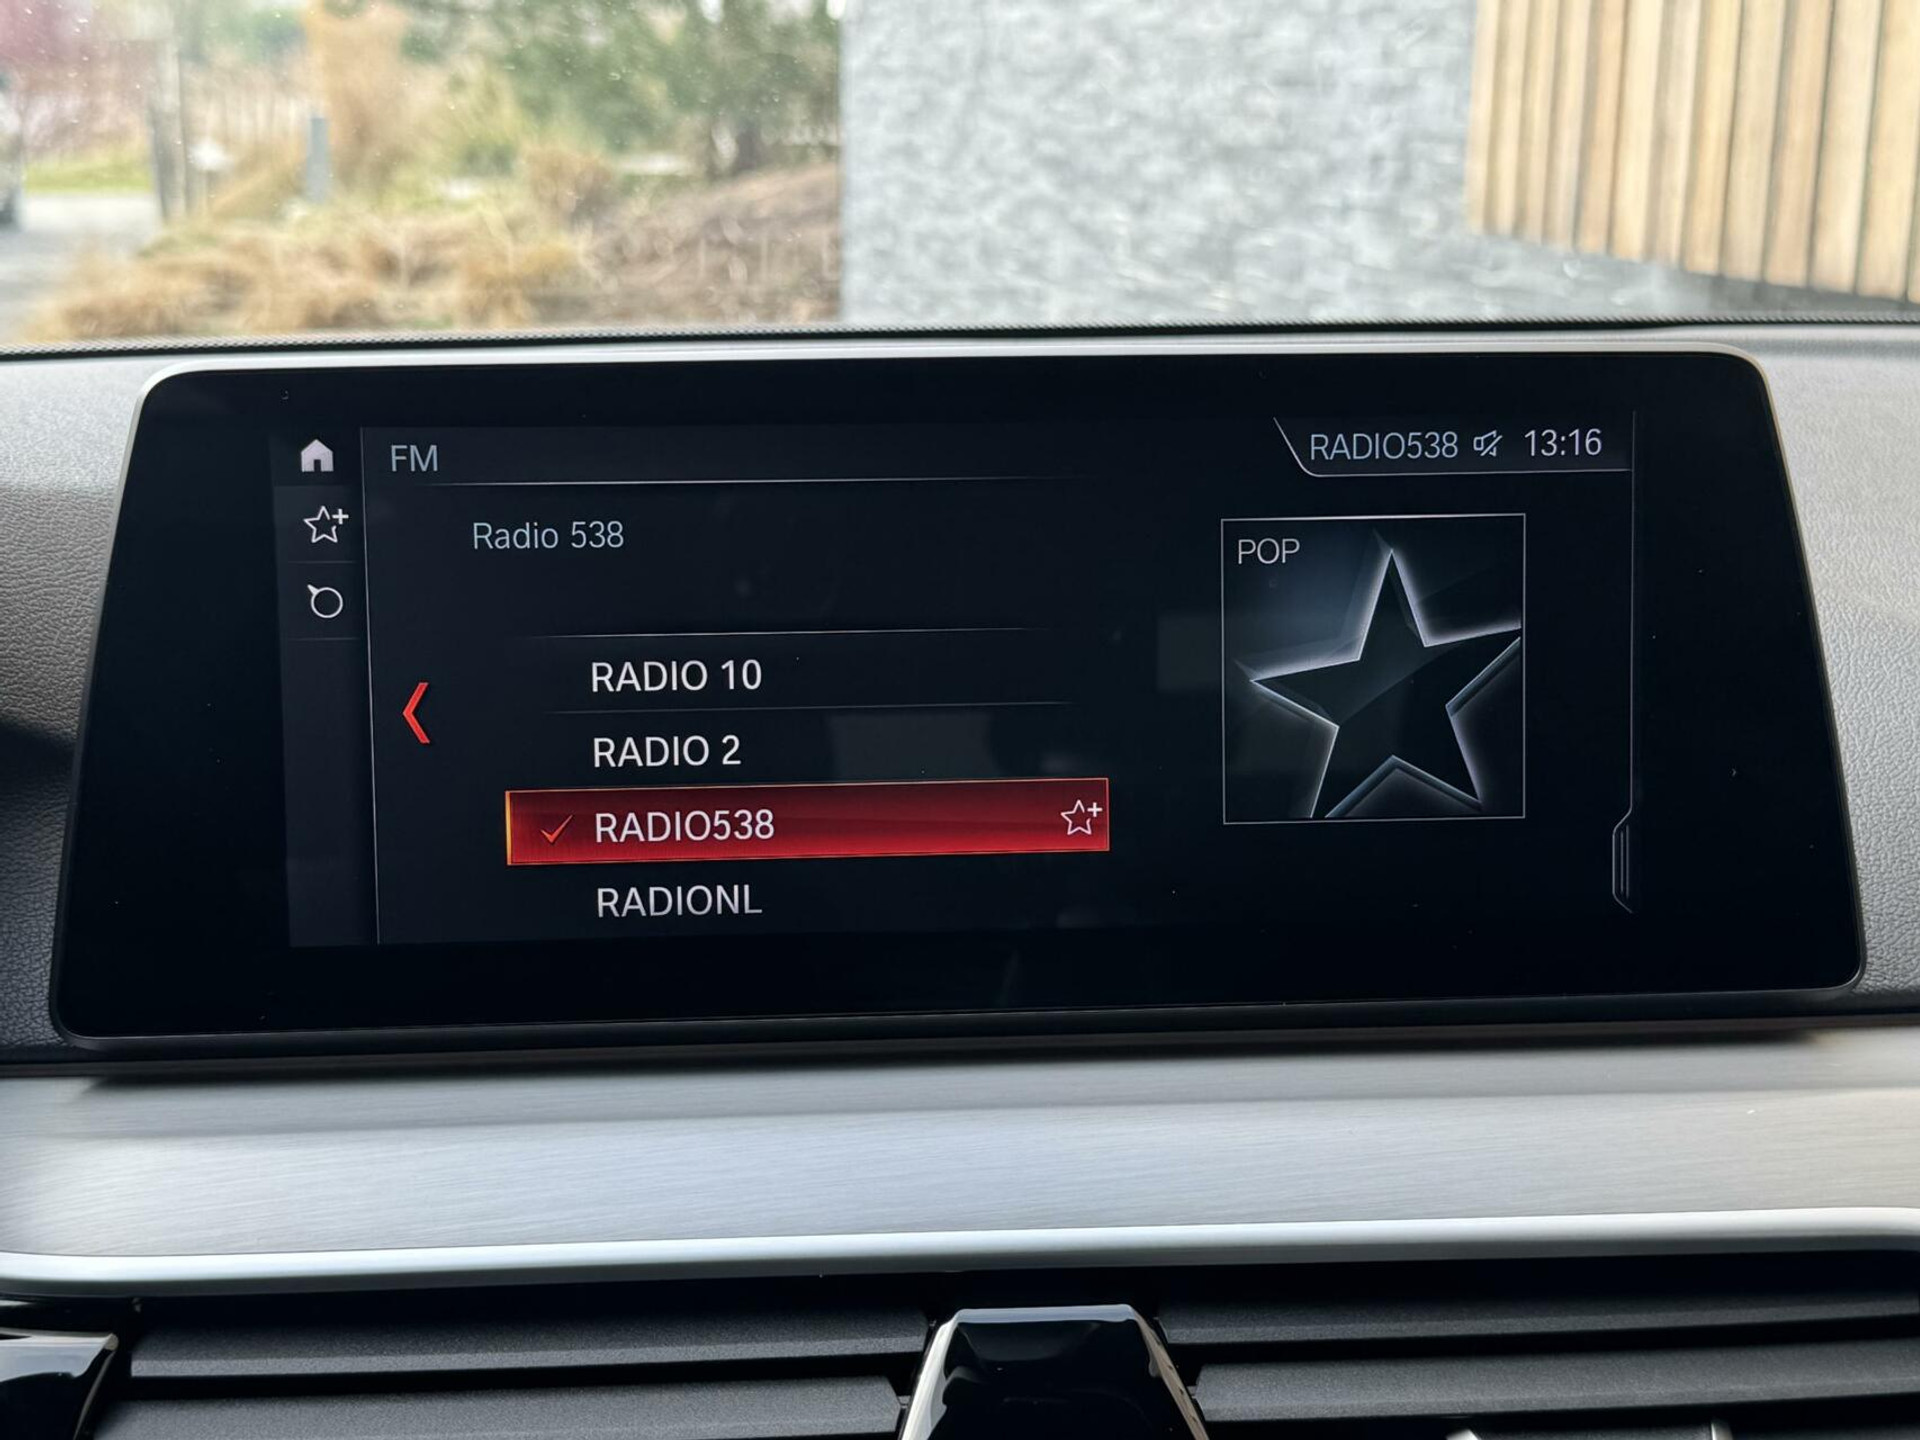 FM
RADIO538 13:16
Radio 538
POP
RADIO 10
RADIO 2
RADIO538
RADIONL